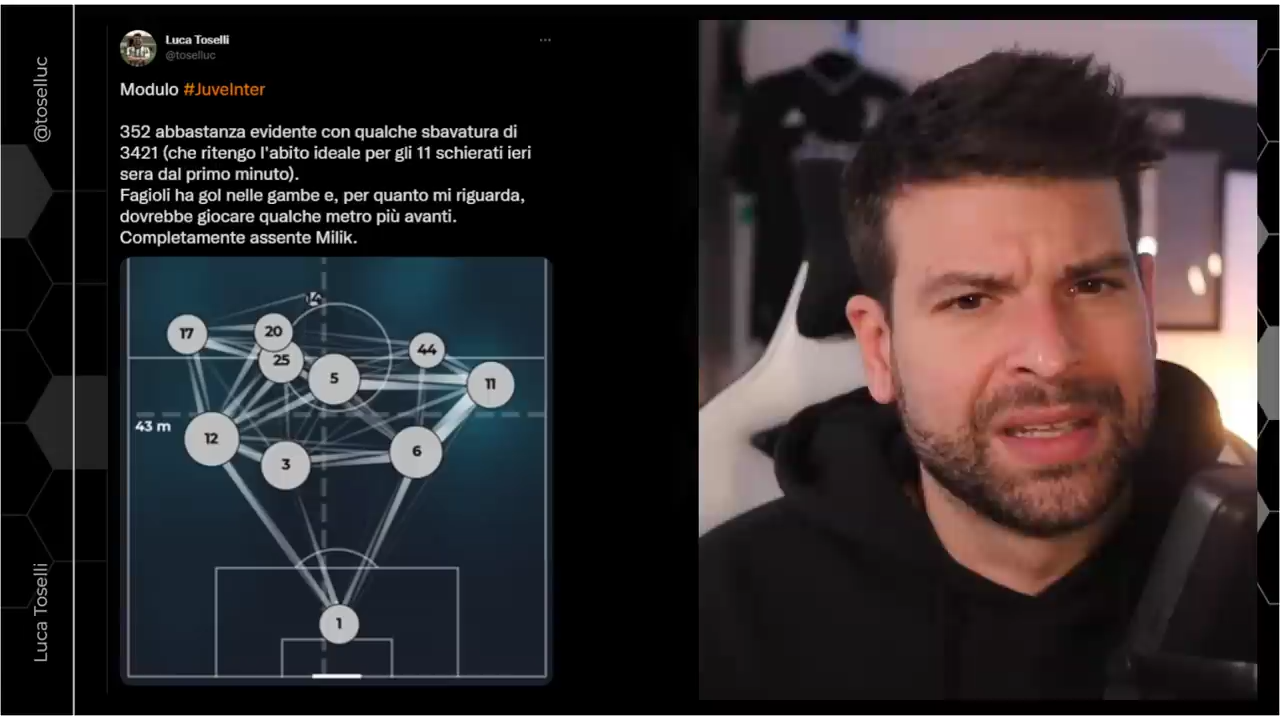 @toselluc
Luca Toselli
Luca Toselli
@toselluc
...
Modulo #JuveInter
352 abbastanza evidente con qualche sbavatura di
3421 (che ritengo l'abito ideale per gli 11 schierati ieri
sera dal primo minuto).
Fagioli ha gol nelle gambe e, per quanto mi riguarda,
dovrebbe giocare qualche metro più avanti.
Completamente assente Milik.
14
17
20
25
44
5
11
43 m
12
3
6
1